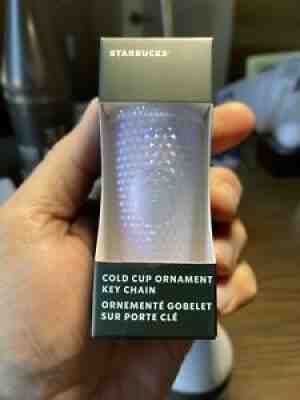 STARBUCKS®
COLD CUP ORNAMENT
KEY CHAIN
ORNEMENTÉ GOBELET
SUR PORTE CLÉ